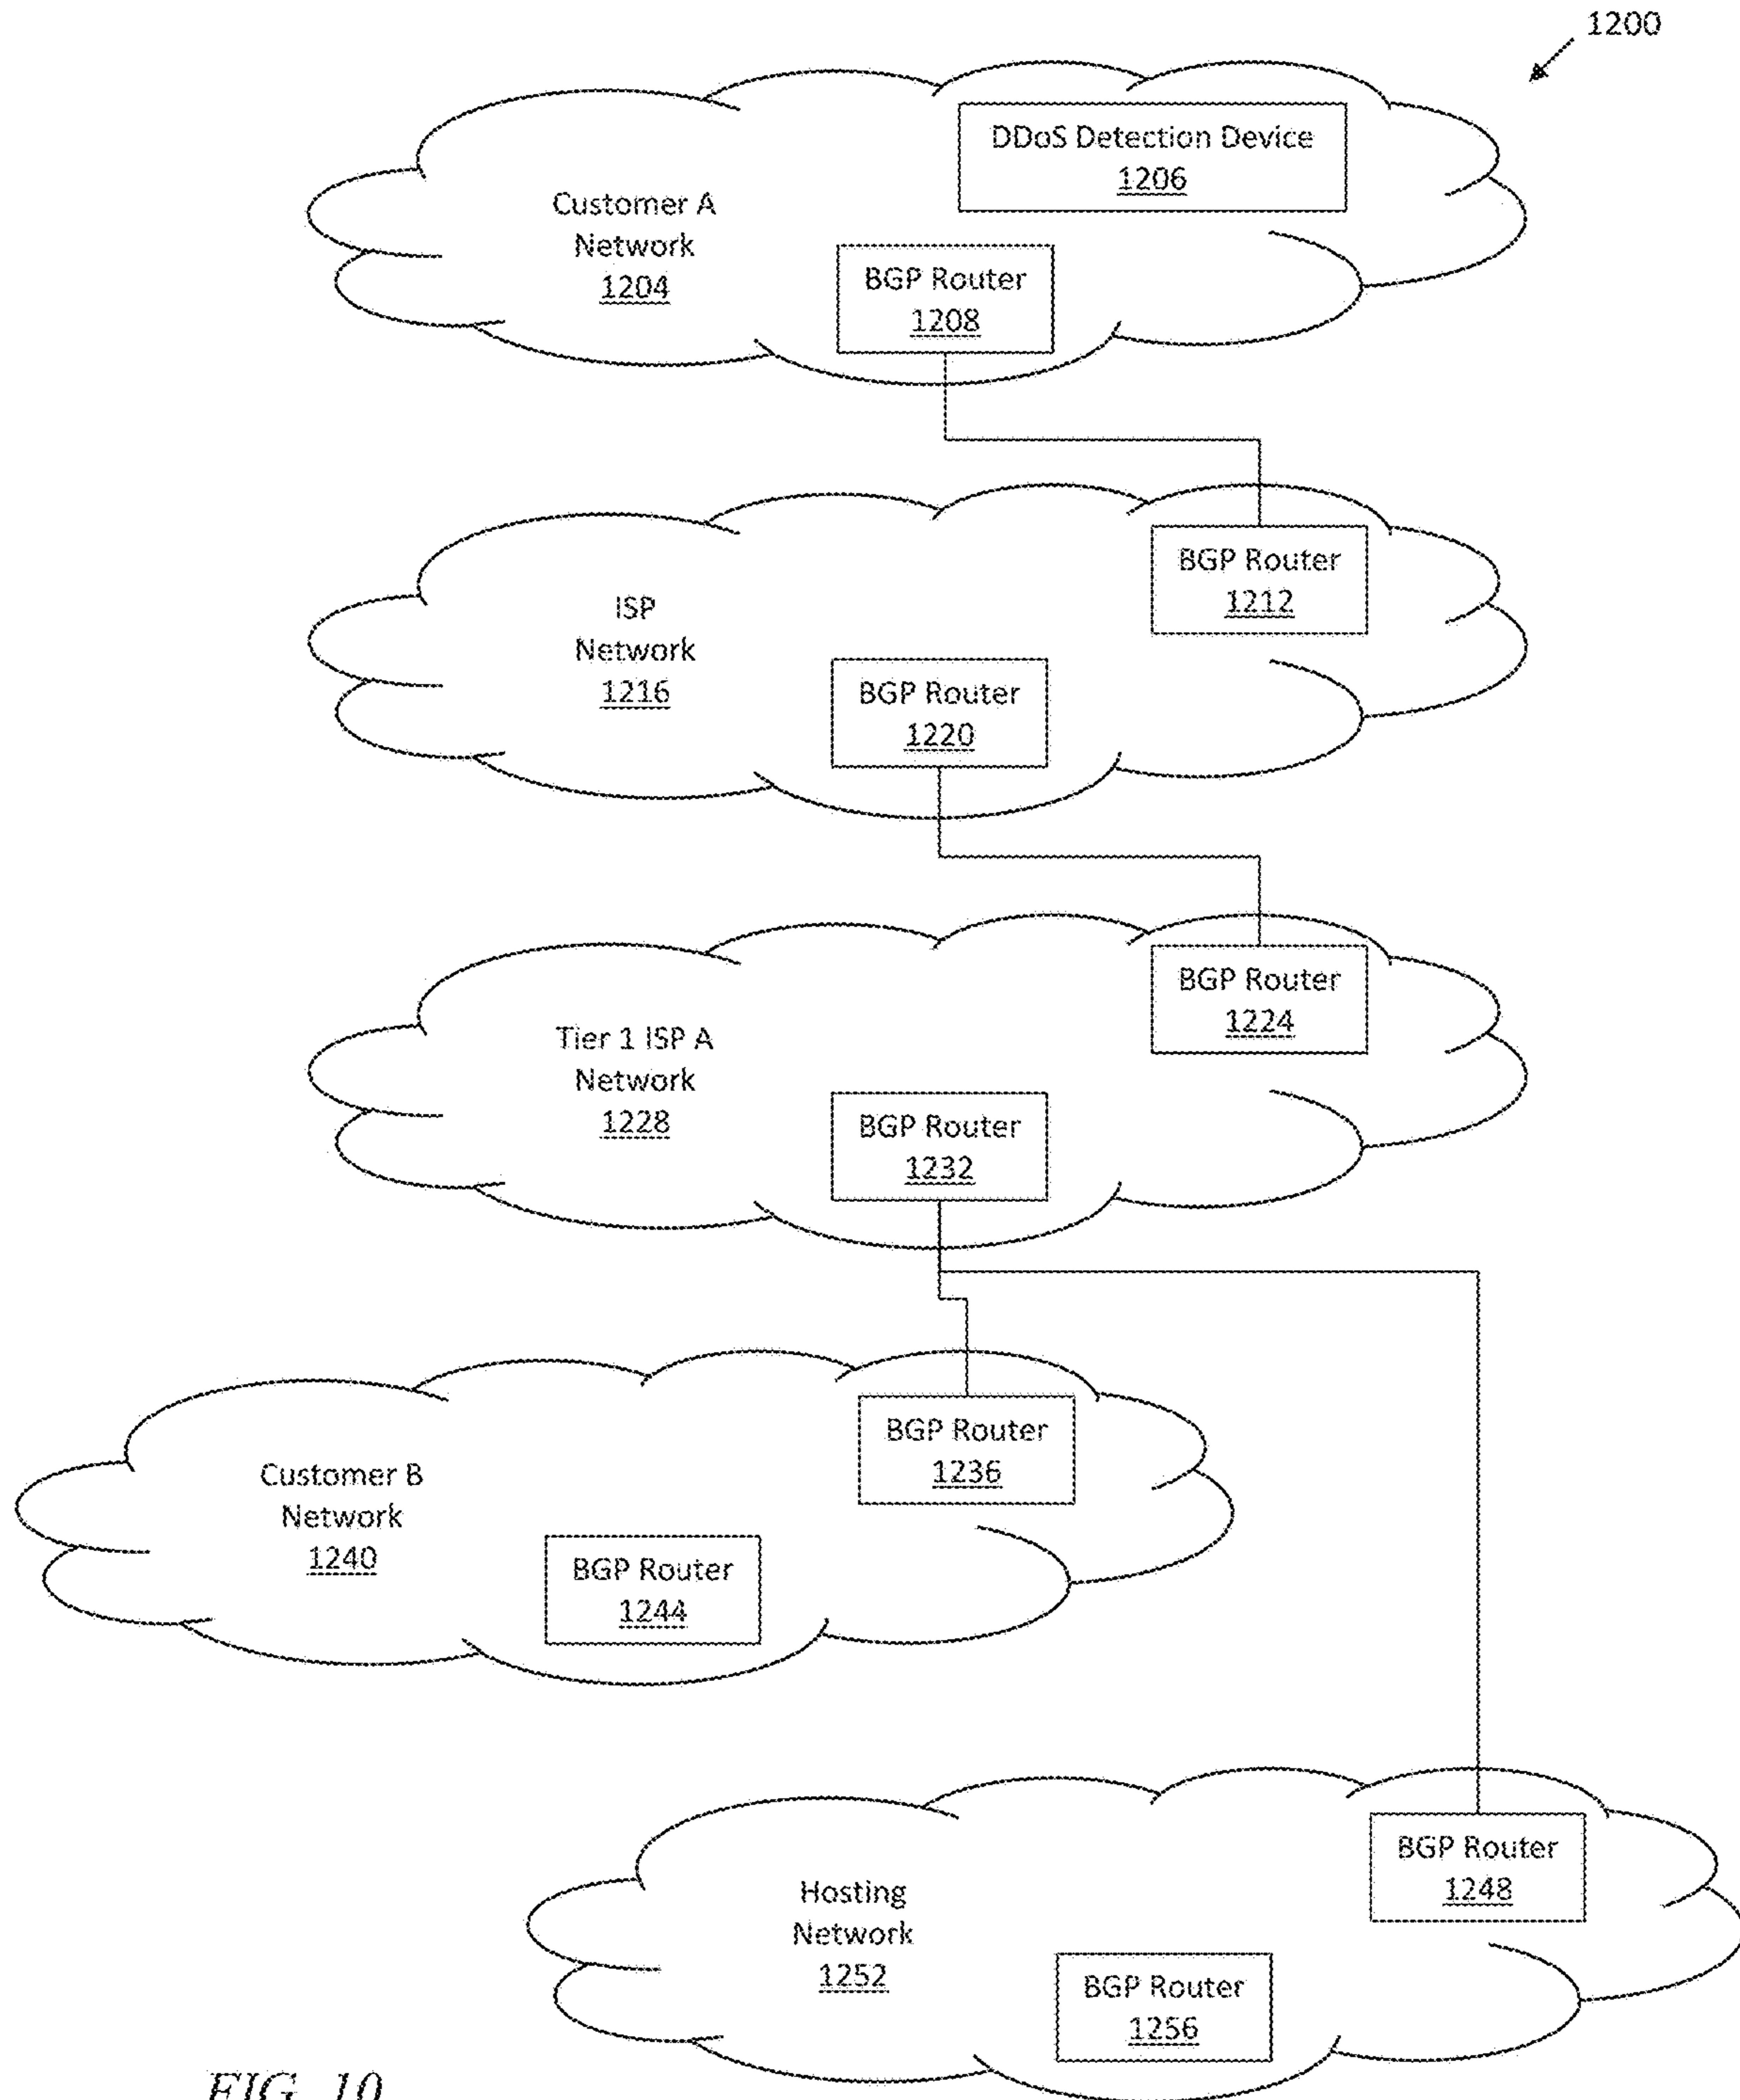 1200
DDoS Detection Device
1206
Customer A
Network
1204
BGP Router
1208
BGP Router
1212
ISP
Network
1216
BGP Router
1220
BGP Router
1224
Tier 1 ISP A
Network
1228
BGP Router
1232
BGP Router
1236
Customer B
Network
1240
BGP Router
1244
BGP Router
1248
Hosting
Network
1252
BGP Router
1256
FIG. 10